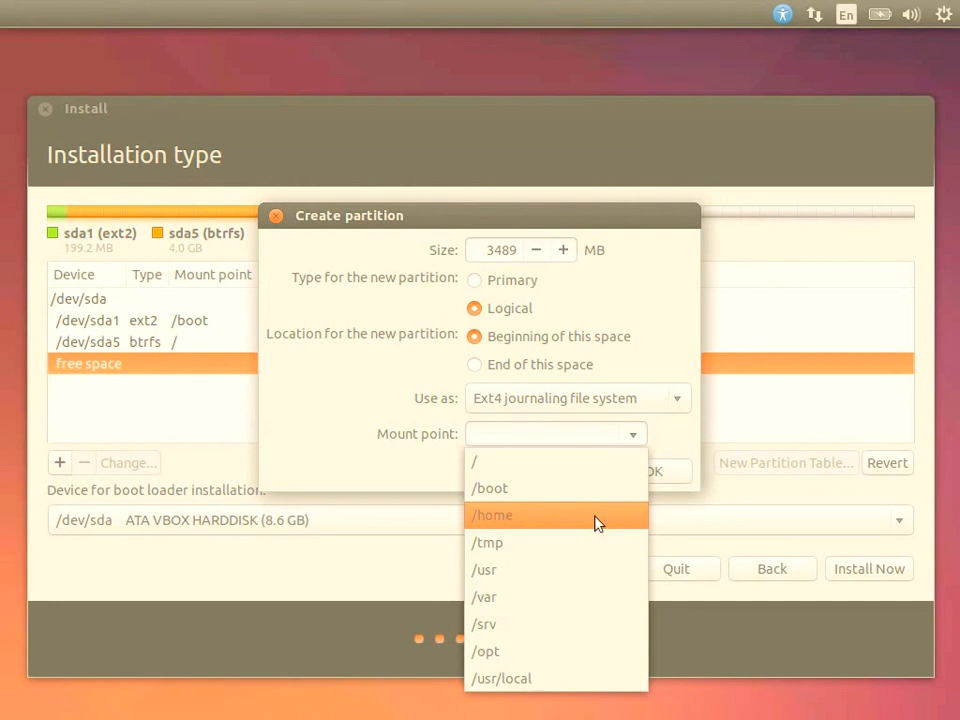 En
Install
Installation type
Create partition
sda1 (ext2) sda5 (btrfs)
199.2 MB 4.0 GB
Size: 3489 − + MB
Device Type Mount point
Type for the new partition: Primary
/dev/sda
Logical
/dev/sda1 ext2 /boot
Location for the new partition: Beginning of this space
/dev/sda5 btrfs /
free space
End of this space
Use as: Ext4 journaling file system
Mount point:
+ − Change...
OK
New Partition Table... Revert
/
/boot
/home
/tmp
/usr
/var
/srv
/opt
/usr/local
Device for boot loader installation:
/dev/sda ATA VBOX HARDDISK (8.6 GB)
Quit Back Install Now